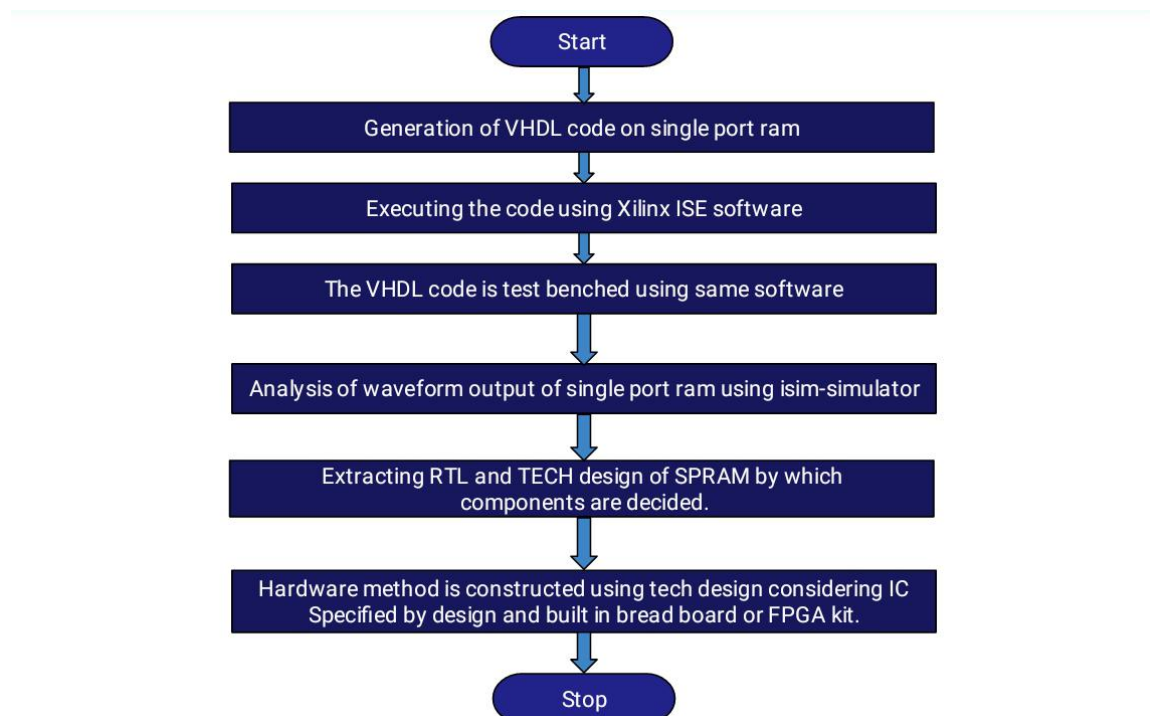 Start
Generation of VHDL code on single port ram
Executing the code using Xilinx ISE software
The VHDL code is test benched using same software
Analysis of waveform output of single port ram using isim-simulator
Extracting RTL and TECH design of SPRAM by which
components are decided.
Hardware method is constructed using tech design considering IC
Specified by design and built in bread board or FPGA kit.
Stop